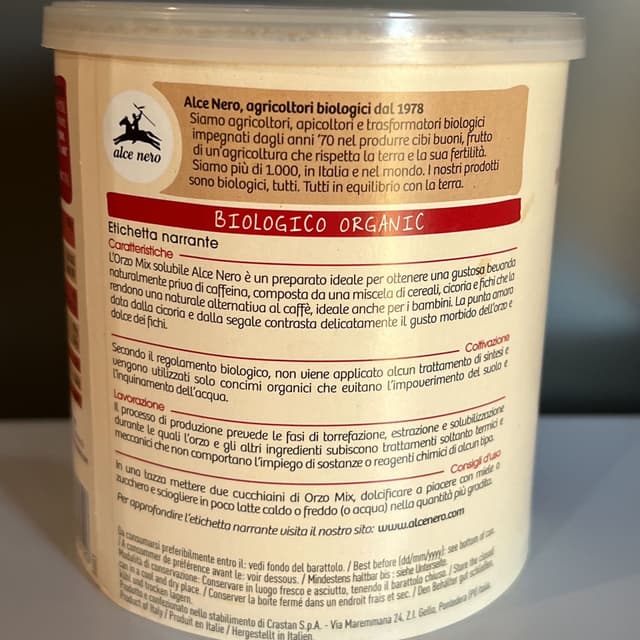 Alce Nero, agricoltori biologici dal 1978
Siamo agricoltori, apicoltori e trasformatori biologici
impegnati dagli anni '70 nel produrre cibi buoni, frutto
di un'agricoltura che rispetta la terra e la sua fertilità.
Siamo più di 1.000, in Italia e nel mondo. I nostri prodotti
sono biologici, tutti. Tutti in equilibrio con la terra.
alce nero
BIOLOGICO ORGANIC
Etichetta narrante
Caratteristiche
L'Orzo Mix solubile Alce Nero è un preparato ideale per ottenere una gustosa bevanda
naturalmente priva di caffeina, composta da una miscela di cereali, cicoria e fichi che la
rendono una naturale alternativa al caffè, ideale anche per i bambini. La punta amara
data dalla cicoria e dalla segale contrasta delicatamente il gusto morbido dell'orzo e
dolce dei fichi.
Coltivazione
Secondo il regolamento biologico, non viene applicato alcun trattamento di sintesi e
vengono utilizzati solo concimi organici che evitano l'impoverimento del suolo e
l'inquinamento dell'acqua.
Lavorazione
Il processo di produzione prevede le fasi di torrefazione, estrazione e solubilizzazione
durante le quali l'orzo e gli altri ingredienti subiscono trattamenti soltanto termici e
meccanici che non comportano l'impiego di sostanze o reagenti chimici di alcun tipo.
Consigli d'uso
In una tazza mettere due cucchiaini di Orzo Mix, dolcificare a piacere con miele o
zucchero e sciogliere in poco latte caldo o freddo (o acqua) nella quantità più gradita.
Per approfondire l'etichetta narrante visita il nostro sito: www.alcenero.com
Da consumarsi preferibilmente entro il: vedi fondo del barattolo. / Best before (dd/mm/yyyy): see bottom of can.
/ A consommer de préférence avant le: voir dessous. / Mindestens haltbar bis : siehe Unterseite.
Modalità di conservazione: Conservare in luogo fresco e asciutto, tenendo il barattolo chiuso. / Store the closed
can in a cool and dry place. / Conserver la boite fermé dans un endroit frais et sec. / Den Behälter gut schließen,
kühl und trocken lagern.
Prodotto e confezionato nello stabilimento di Crastan S.p.A. - Via Maremmana 24, Z.I. Gello, Pontedera (PI) Italia.
Product of Italy / Produit en Italie / Hergestellt in Italien.